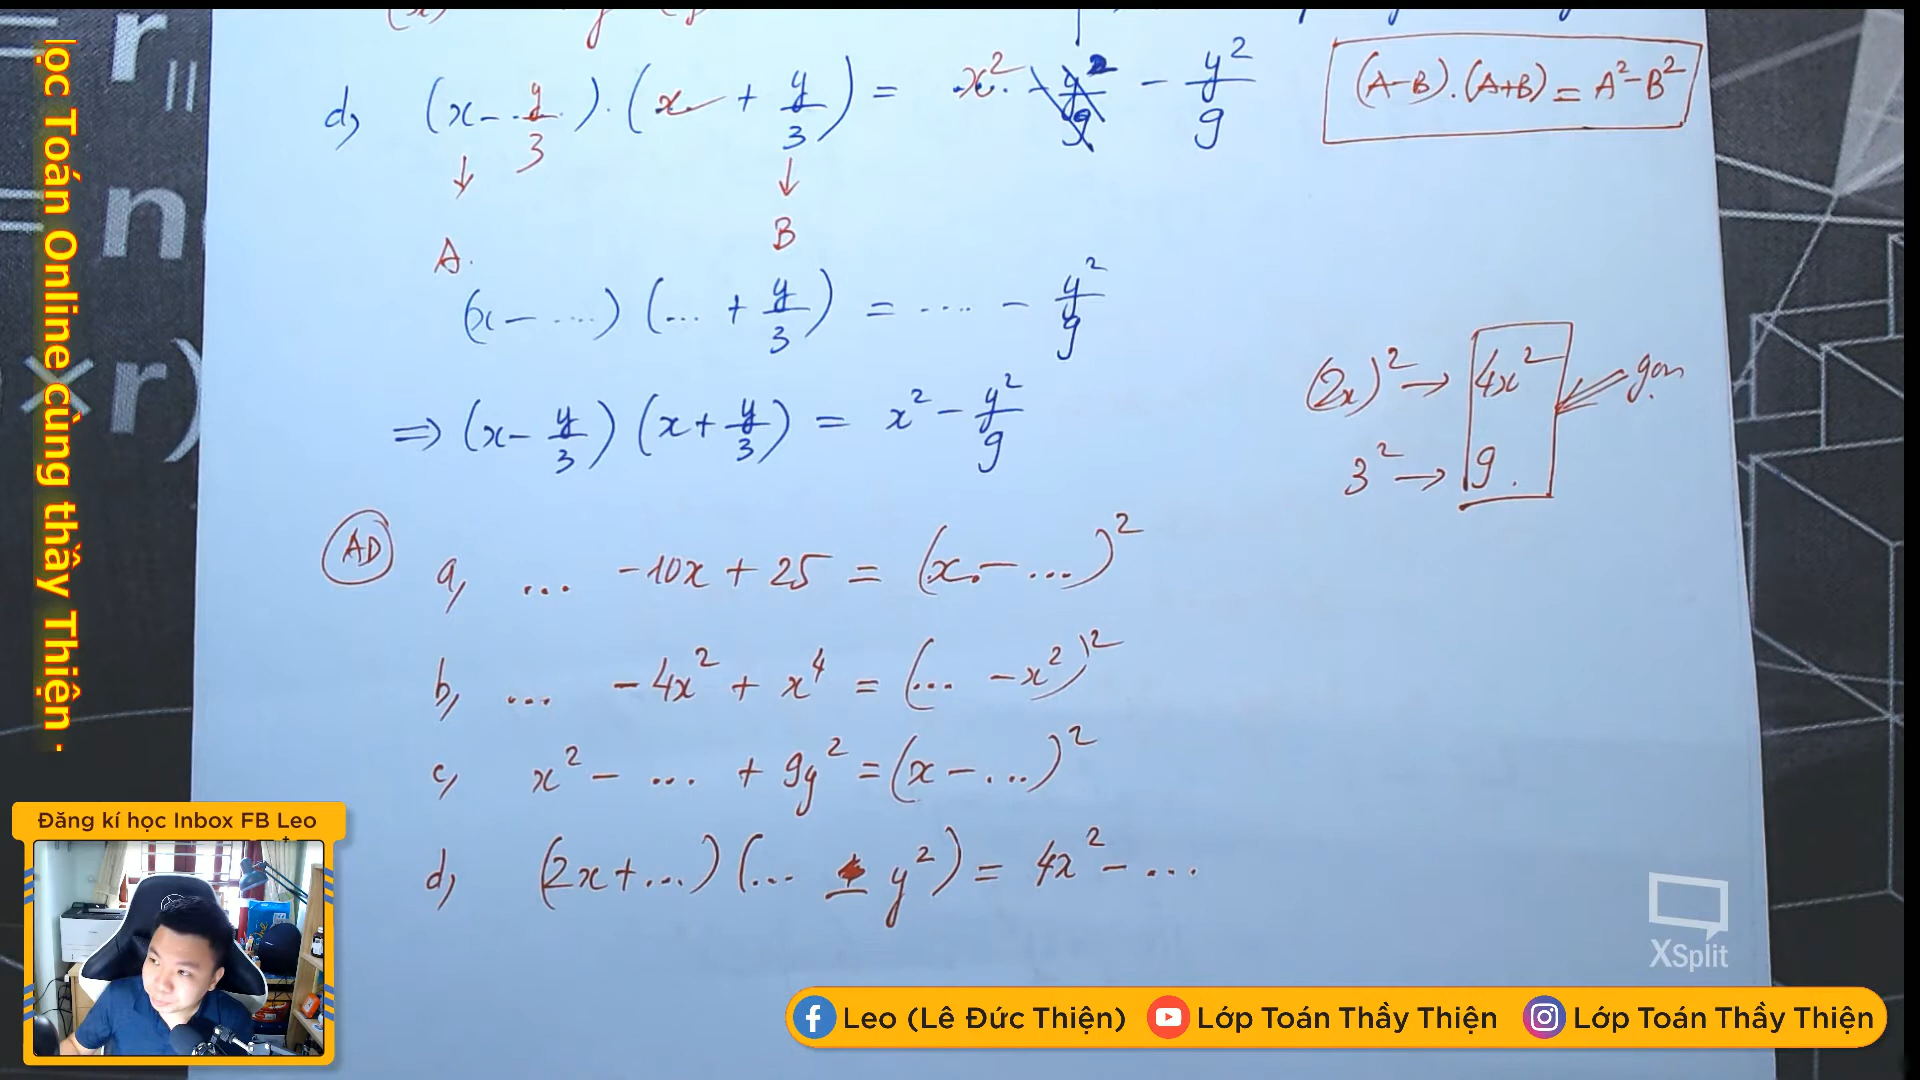 d, (x - y/3).(x + y/3) = x² - y²/9
(A-B).(A+B) = A²-B²
A.
B
(x - ....) (... + y/3) = .... - y²/9
⇒ (x - y/3) (x + y/3) = x² - y²/9
(2x)² → 4x²
gọn
3² → 9.
AD
a, ... -10x + 25 = (x - ...)²
b, ... - 4x² + x⁴ = (... - x²)²
c, x² - ... + 9y² = (x - ...)²
d, (2x + ...) (... y²) = 4x² - ...
ọc Toán Online cùng thầy Thiện -
= r
= n
×r)
Đăng kí học Inbox FB Leo
XSplit
Leo (Lê Đức Thiện) Lớp Toán Thầy Thiện Lớp Toán Thầy Thiện